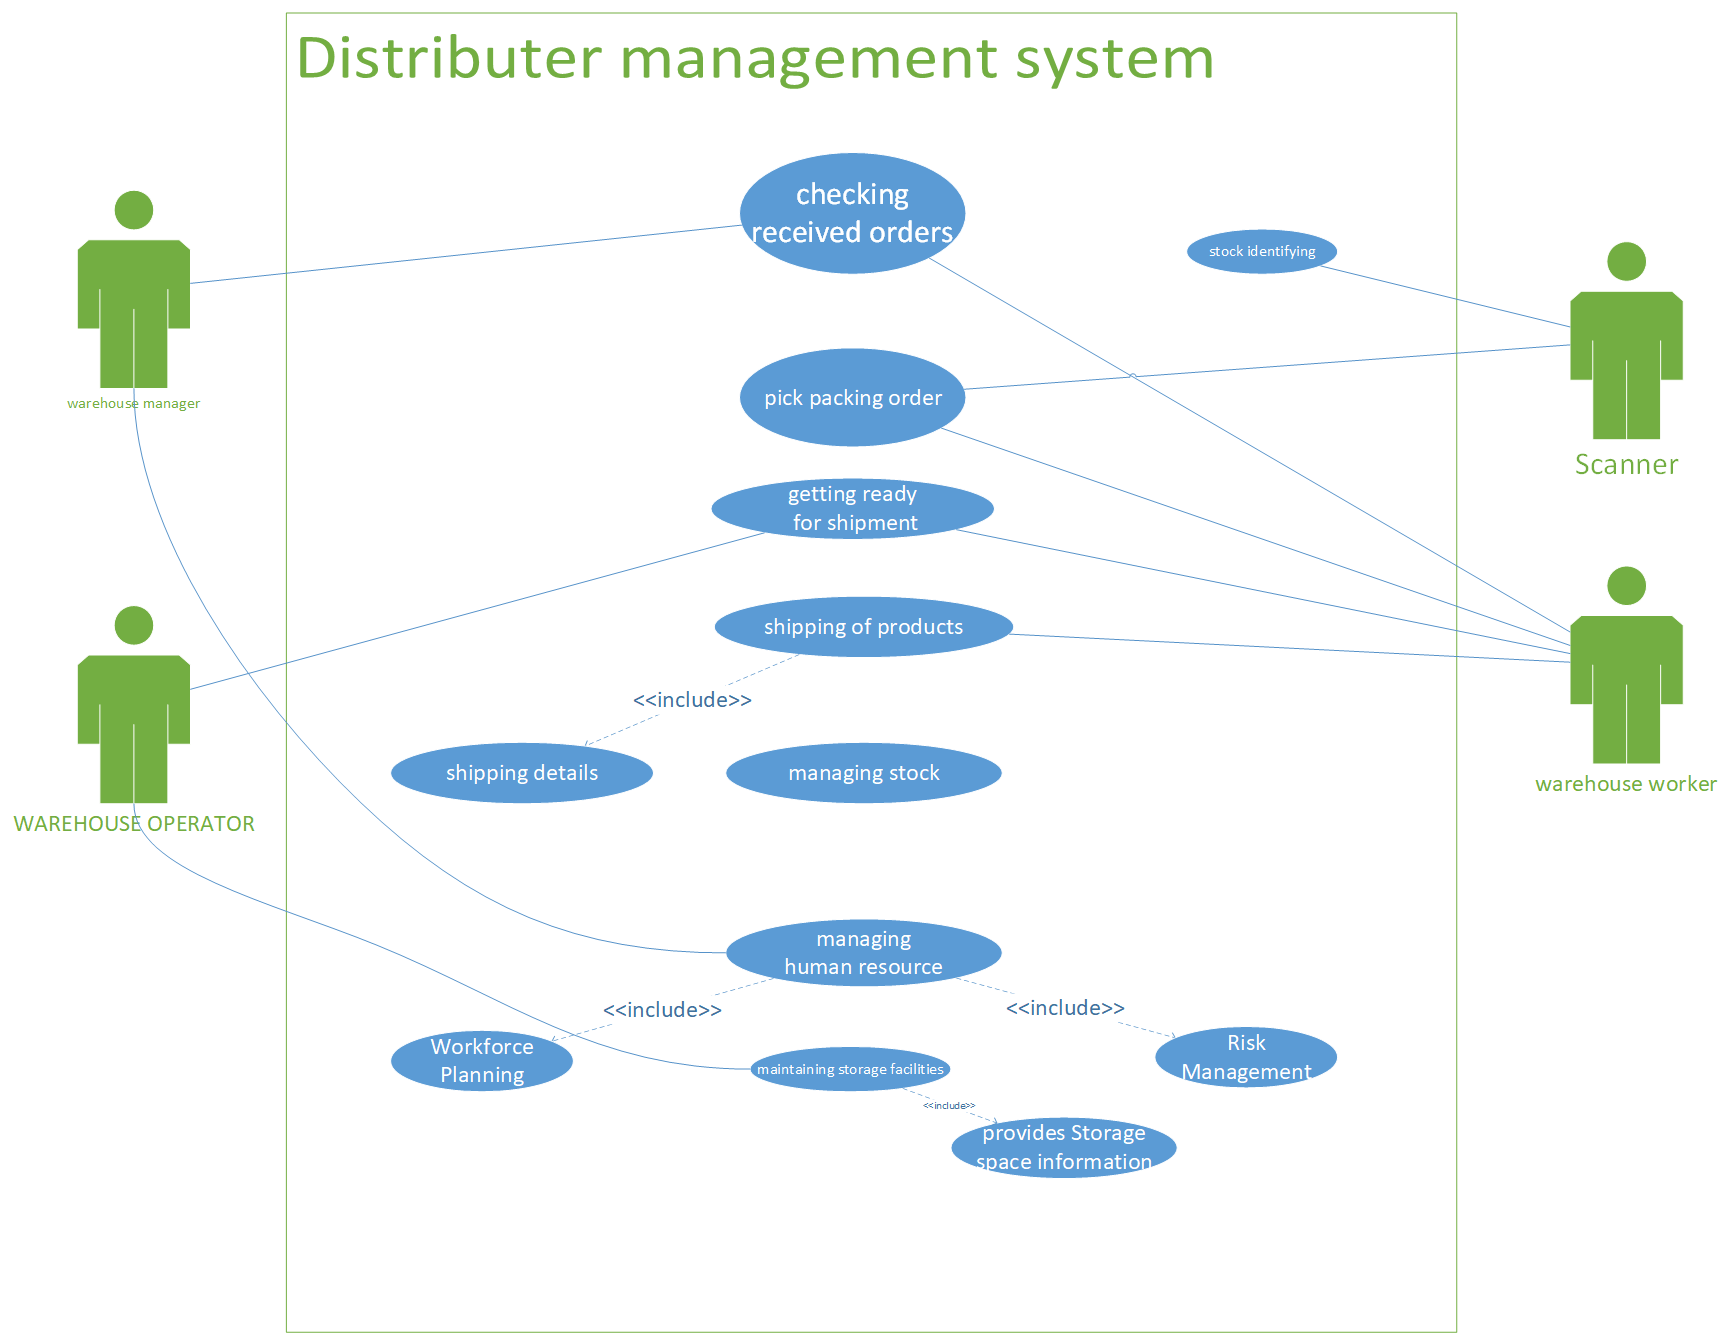 Distributer management system
checking
received orders
stock identifying
warehouse manager
pick packing order
Scanner
getting ready
for shipment
shipping of products
<<include>>
shipping details
managing stock
warehouse worker
WAREHOUSE OPERATOR
managing
human resource
<<include>>
<<include>>
Workforce
Planning
Risk
Management
maintaining storage facilities
<<include>>
provides Storage
space information